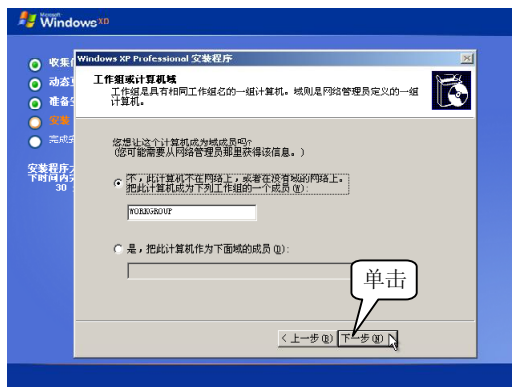 Microsoft
Windows XP
收集
动态
准备
安装
完成
安装程序
下时间内
30
Windows XP Professional 安装程序
工作组或计算机域
工作组是具有相同工作组名的一组计算机。域则是网络管理员定义的一组
计算机。
您想让这个计算机成为域成员吗?
(您可能需要从网络管理员那里获得该信息。)
不，此计算机不在网络上，或者在没有域的网络上。
把此计算机成为下列工作组的一个成员(W):
WORKGROUP
是，把此计算机作为下面域的成员(D):
单击
< 上一步(B)
下一步(N) >